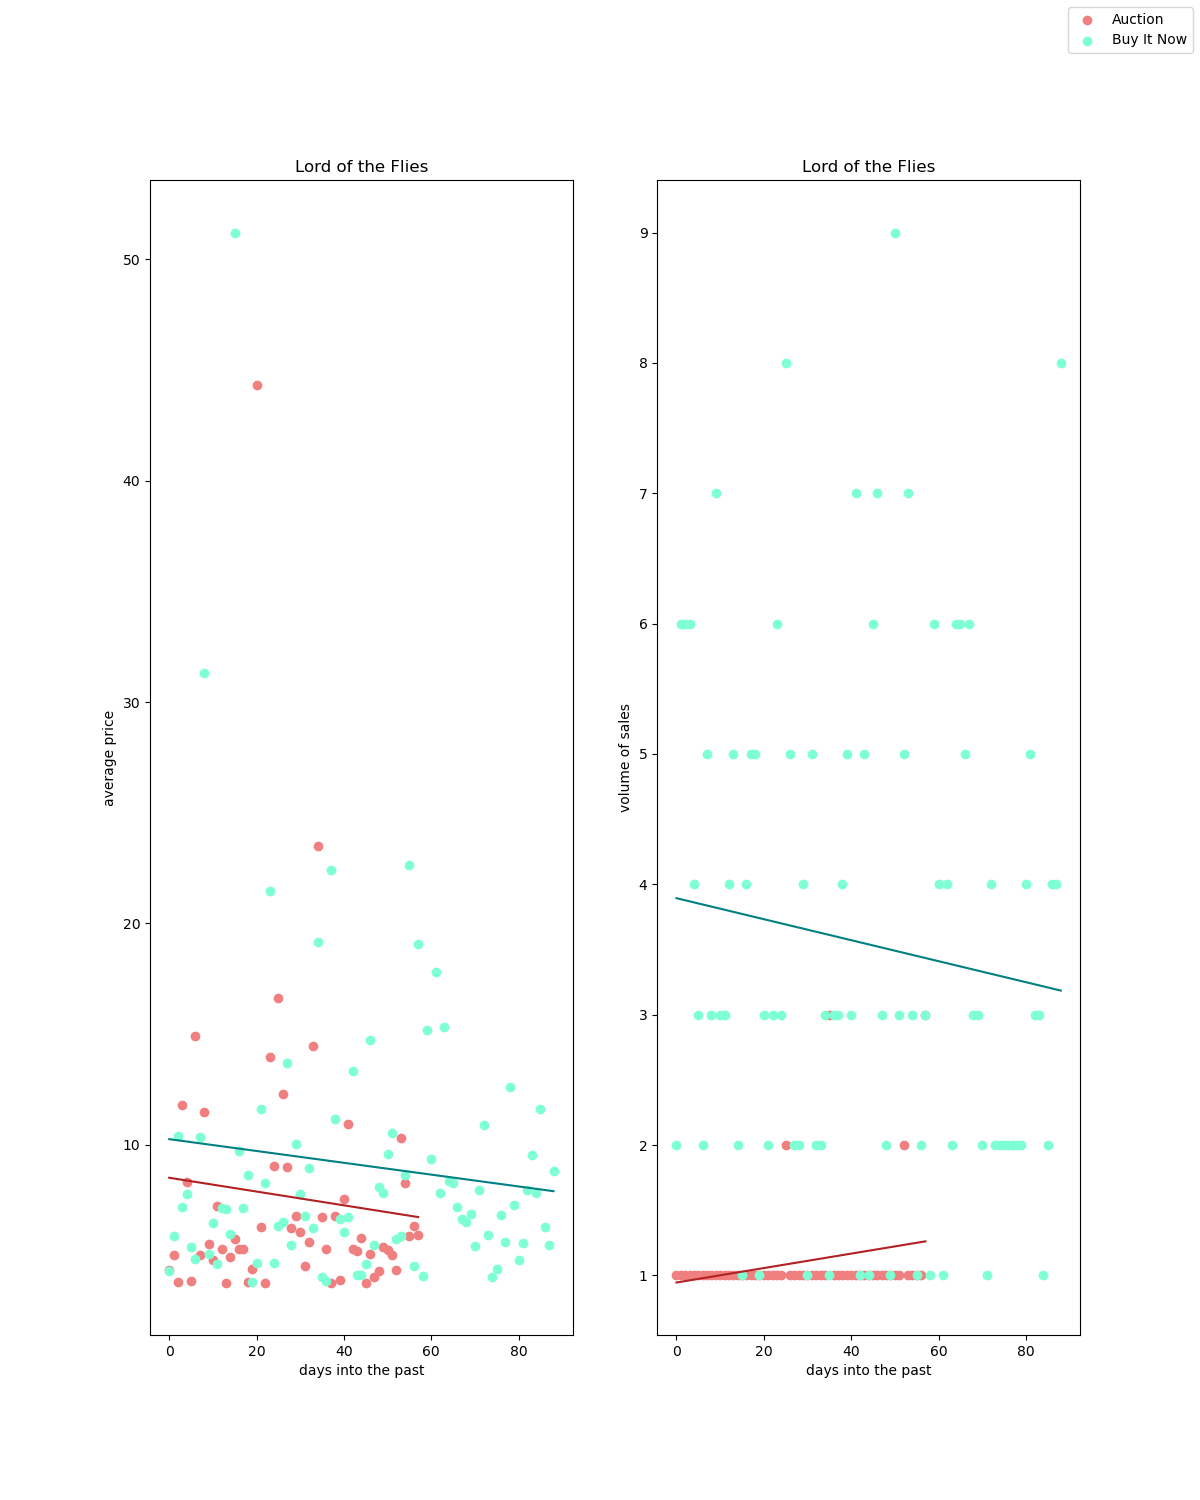 Auction
Buy It Now
Lord of the Flies
50
40
30
20
10
average price
0 20 40 60 80
days into the past
Lord of the Flies
9
8
7
6
5
4
3
2
1
volume of sales
0 20 40 60 80
days into the past